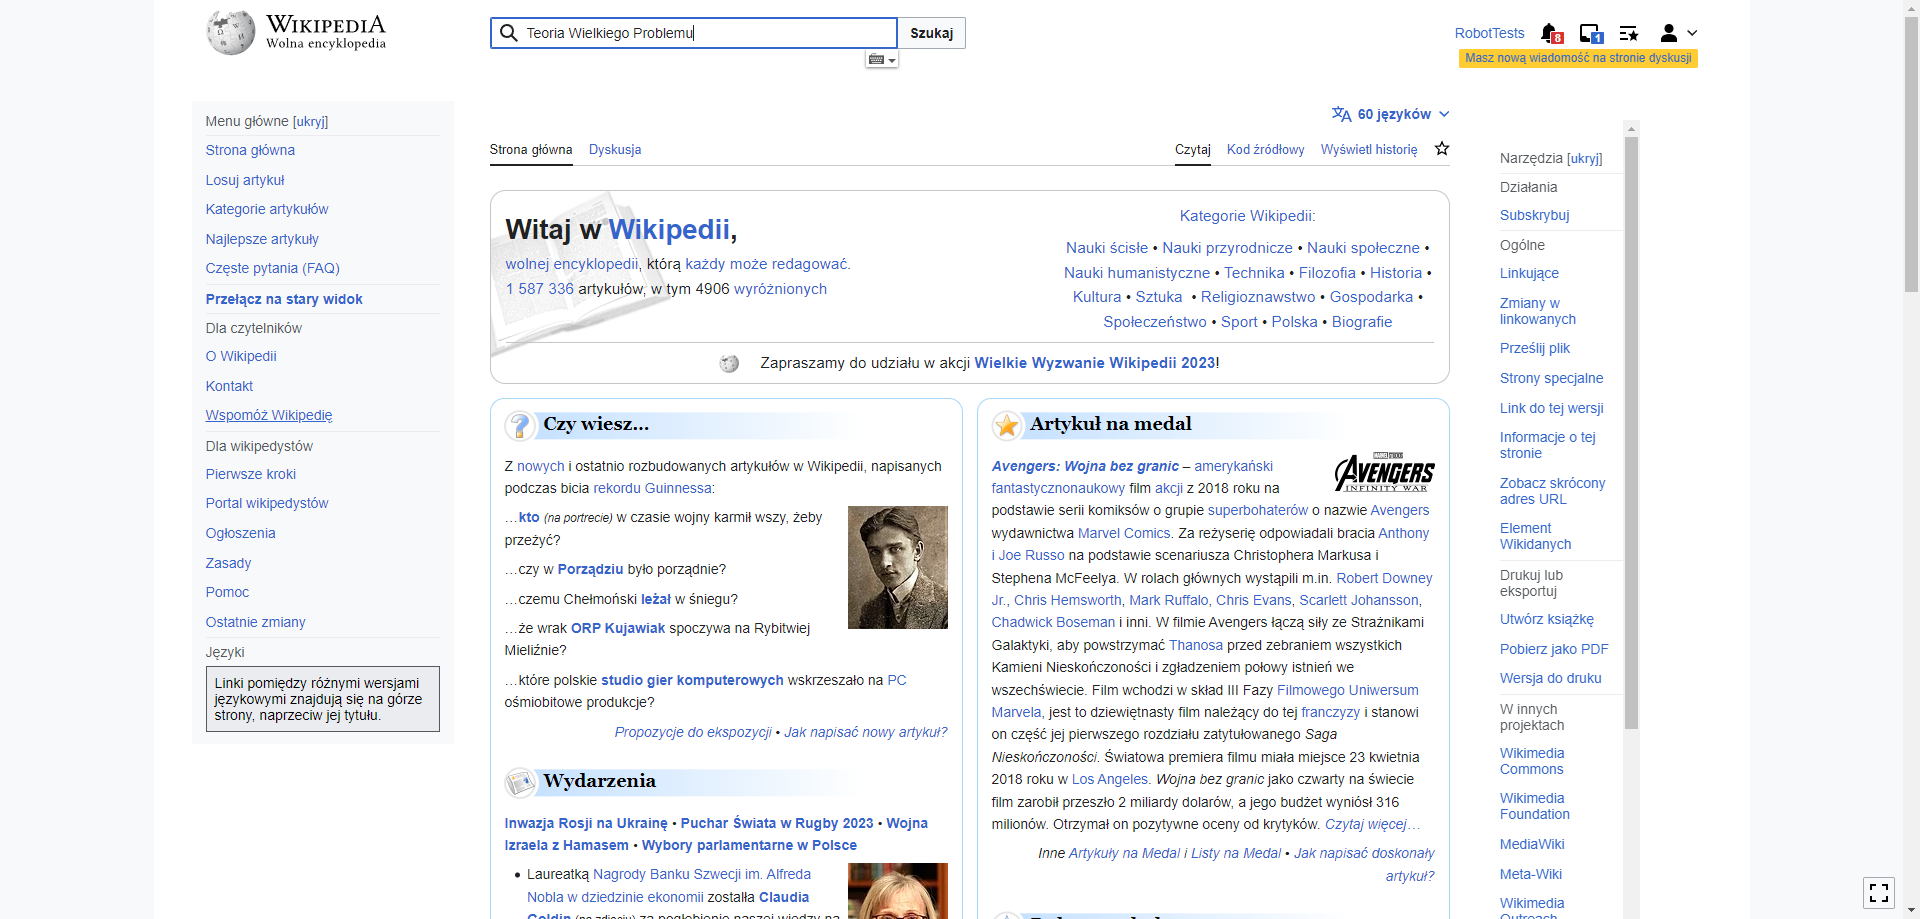 WIKIPEDIA
Wolna encyklopedia
Teoria Wielkiego Problemu
Szukaj
RobotTests
8
1
Masz nową wiadomość na stronie dyskusji
Menu główne [ukryj]
Strona główna
Losuj artykuł
Kategorie artykułów
Najlepsze artykuły
Częste pytania (FAQ)
Przełącz na stary widok
Dla czytelników
O Wikipedii
Kontakt
Wspomóż Wikipedię
Dla wikipedystów
Pierwsze kroki
Portal wikipedystów
Ogłoszenia
Zasady
Pomoc
Ostatnie zmiany
Języki
Linki pomiędzy różnymi wersjami
językowymi znajdują się na górze
strony, naprzeciw jej tytułu.
60 języków
Strona główna Dyskusja
Czytaj Kod źródłowy Wyświetl historię
Witaj w Wikipedii,
wolnej encyklopedii, którą każdy może redagować.
1 587 336 artykułów, w tym 4906 wyróżnionych
Kategorie Wikipedii:
Nauki ścisłe • Nauki przyrodnicze • Nauki społeczne •
Nauki humanistyczne • Technika • Filozofia • Historia •
Kultura • Sztuka • Religioznawstwo • Gospodarka •
Społeczeństwo • Sport • Polska • Biografie
Zapraszamy do udziału w akcji Wielkie Wyzwanie Wikipedii 2023!
Czy wiesz...
Z nowych i ostatnio rozbudowanych artykułów w Wikipedii, napisanych
podczas bicia rekordu Guinnessa:
…kto (na portrecie) w czasie wojny karmił wszy, żeby
przeżyć?
…czy w Porządziu było porządnie?
…czemu Chełmoński leżał w śniegu?
…że wrak ORP Kujawiak spoczywa na Rybitwiej
Mieliźnie?
…które polskie studio gier komputerowych wskrzeszało na PC
ośmiobitowe produkcje?
Propozycje do ekspozycji • Jak napisać nowy artykuł?
Wydarzenia
Inwazja Rosji na Ukrainę • Puchar Świata w Rugby 2023 • Wojna
Izraela z Hamasem • Wybory parlamentarne w Polsce
• Laureatką Nagrody Banku Szwecji im. Alfreda
Nobla w dziedzinie ekonomii została Claudia
Goldin (na zdjęciu) za pogłębienie naszej wiedzy na
Artykuł na medal
MARVEL STUDIOS
AVENGERS
INFINITY WAR
Avengers: Wojna bez granic – amerykański
fantastycznonaukowy film akcji z 2018 roku na
podstawie serii komiksów o grupie superbohaterów o nazwie Avengers
wydawnictwa Marvel Comics. Za reżyserię odpowiadali bracia Anthony
i Joe Russo na podstawie scenariusza Christophera Markusa i
Stephena McFeelya. W rolach głównych wystąpili m.in. Robert Downey
Jr., Chris Hemsworth, Mark Ruffalo, Chris Evans, Scarlett Johansson,
Chadwick Boseman i inni. W filmie Avengers łączą siły ze Strażnikami
Galaktyki, aby powstrzymać Thanosa przed zebraniem wszystkich
Kamieni Nieskończoności i zgładzeniem połowy istnień we
wszechświecie. Film wchodzi w skład III Fazy Filmowego Uniwersum
Marvela, jest to dziewiętnasty film należący do tej franczyzy i stanowi
on część jej pierwszego rozdziału zatytułowanego Saga
Nieskończoności. Światowa premiera filmu miała miejsce 23 kwietnia
2018 roku w Los Angeles. Wojna bez granic jako czwarty na świecie
film zarobił przeszło 2 miliardy dolarów, a jego budżet wyniósł 316
milionów. Otrzymał on pozytywne oceny od krytyków. Czytaj więcej…
Inne Artykuły na Medal i Listy na Medal • Jak napisać doskonały
artykuł?
Narzędzia [ukryj]
Działania
Subskrybuj
Ogólne
Linkujące
Zmiany w
linkowanych
Prześlij plik
Strony specjalne
Link do tej wersji
Informacje o tej
stronie
Zobacz skrócony
adres URL
Element
Wikidanych
Drukuj lub
eksportuj
Utwórz książkę
Pobierz jako PDF
Wersja do druku
W innych
projektach
Wikimedia
Commons
Wikimedia
Foundation
MediaWiki
Meta-Wiki
Wikimedia
Outreach